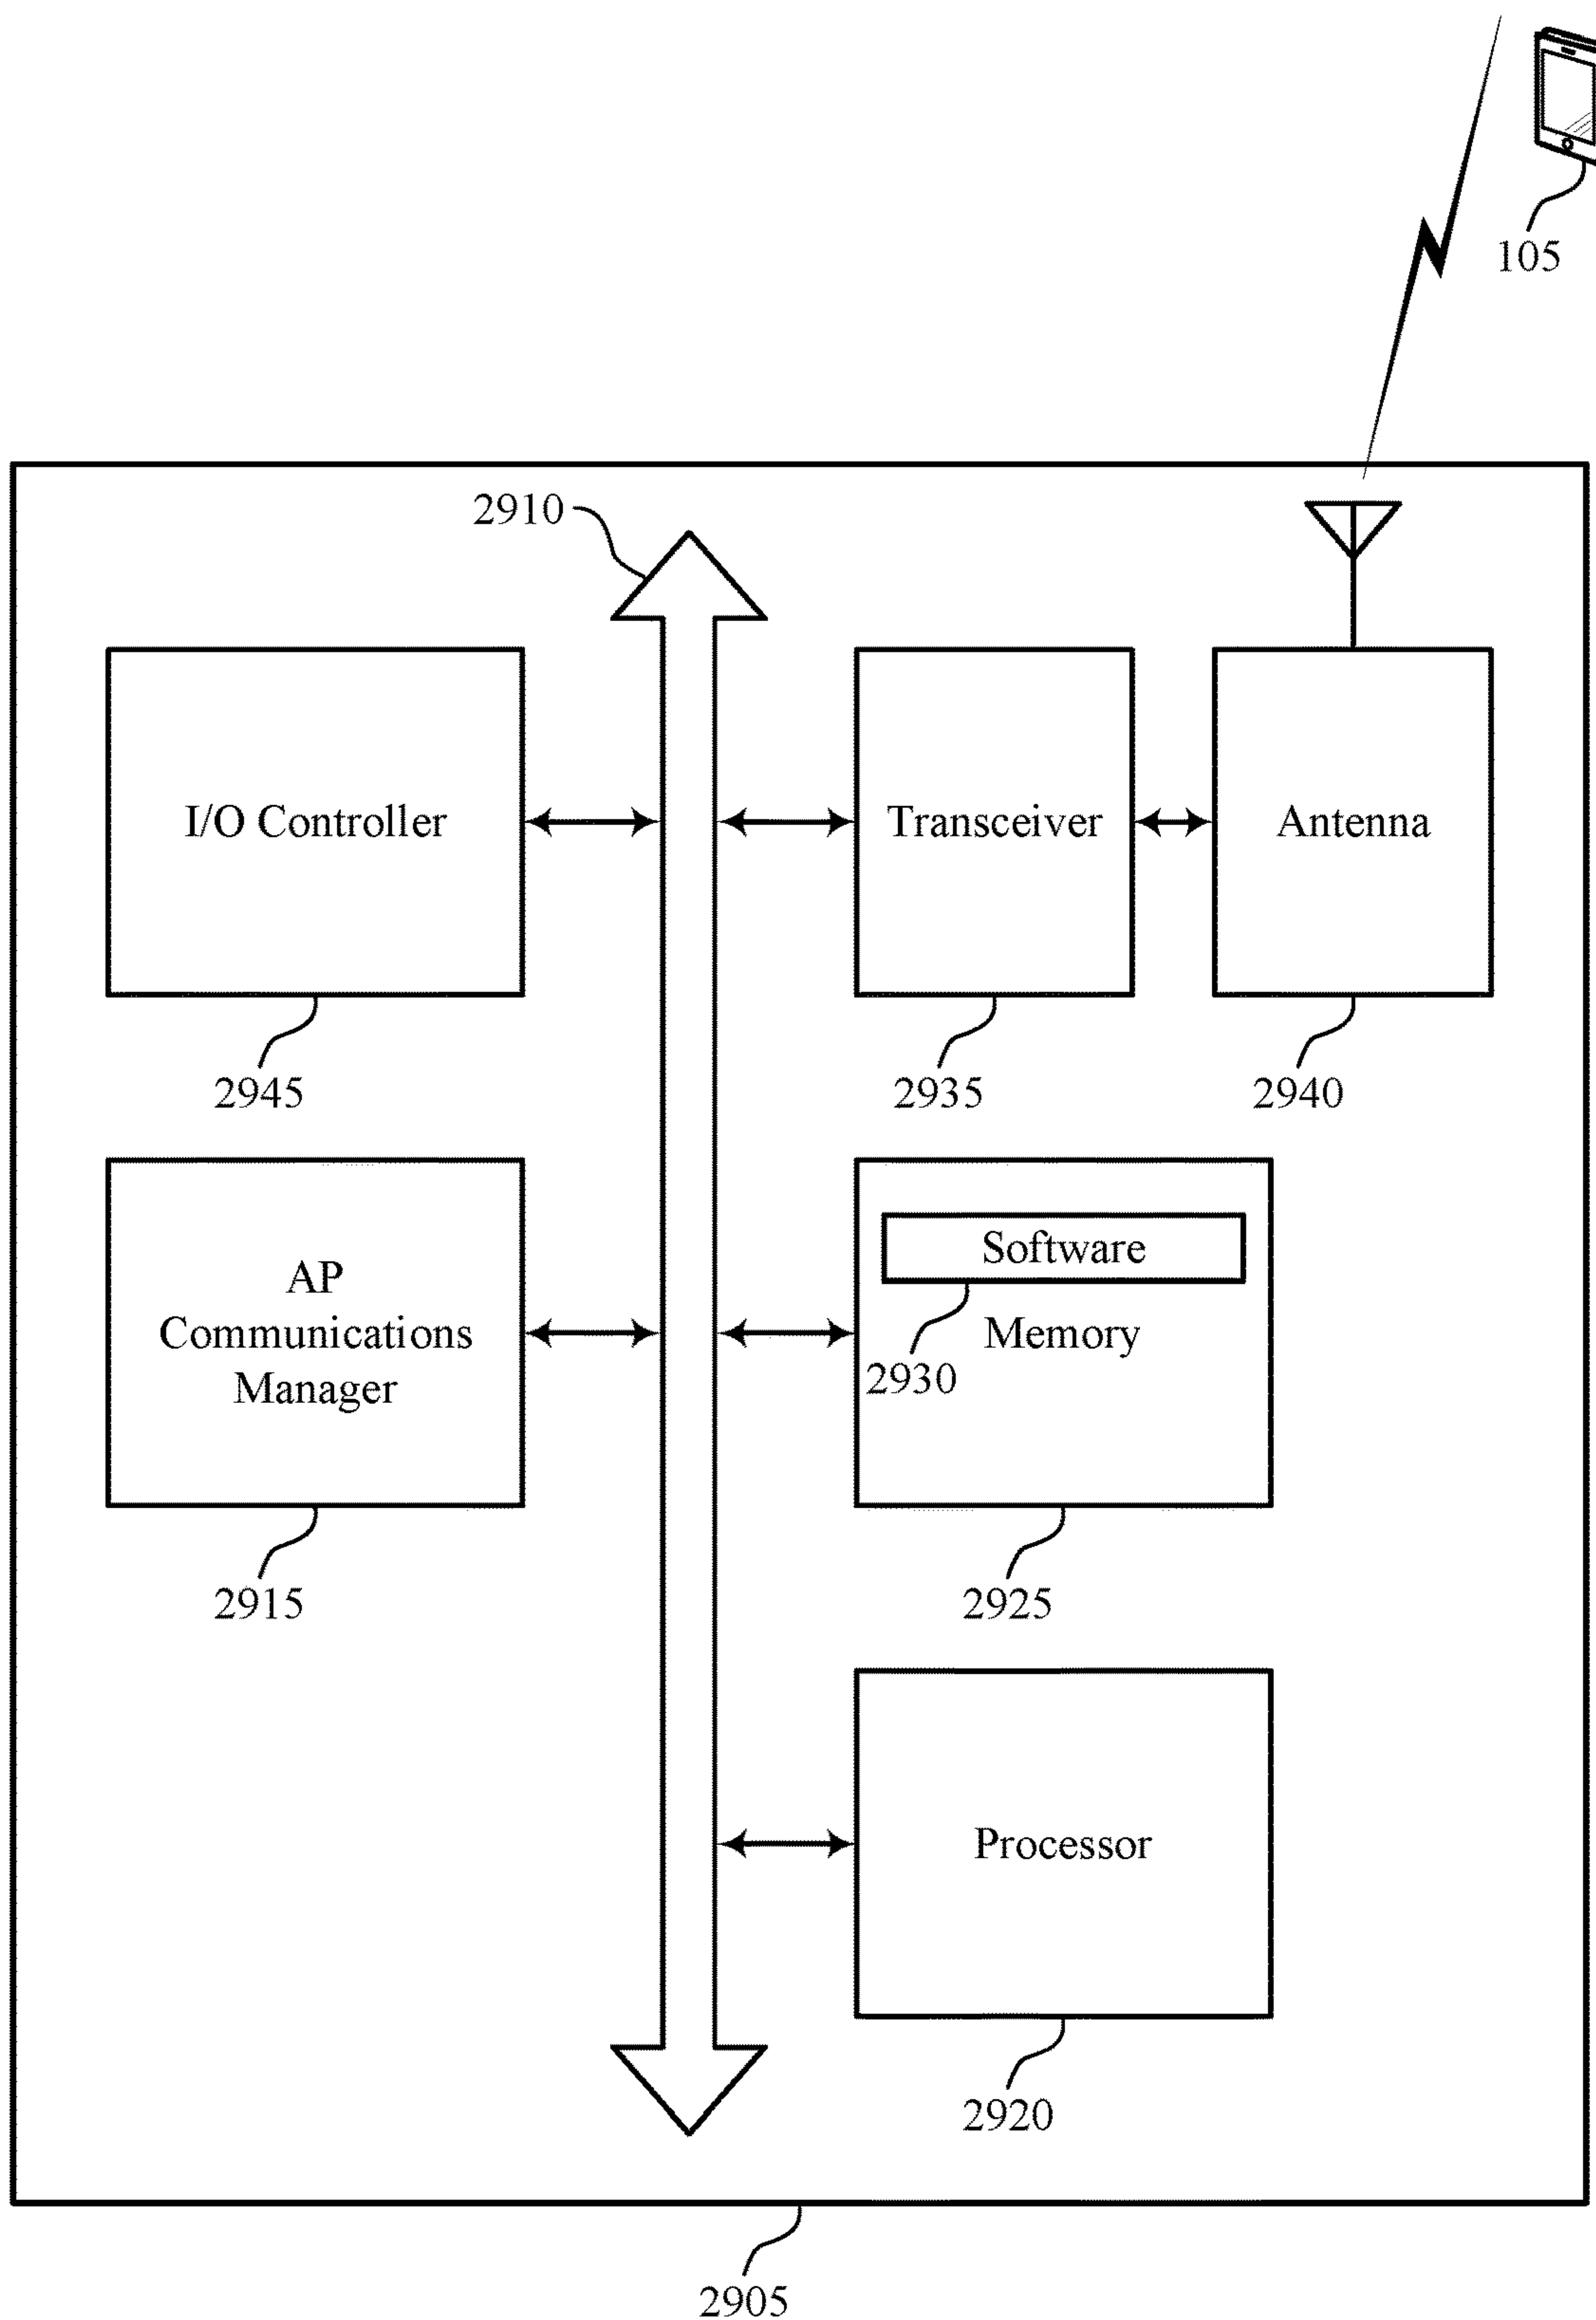 105
2910
I/O Controller
Transceiver
Antenna
2945
2935
2940
AP
Communications
Manager
Software
Memory
2930
2915
2925
Processor
2920
2905